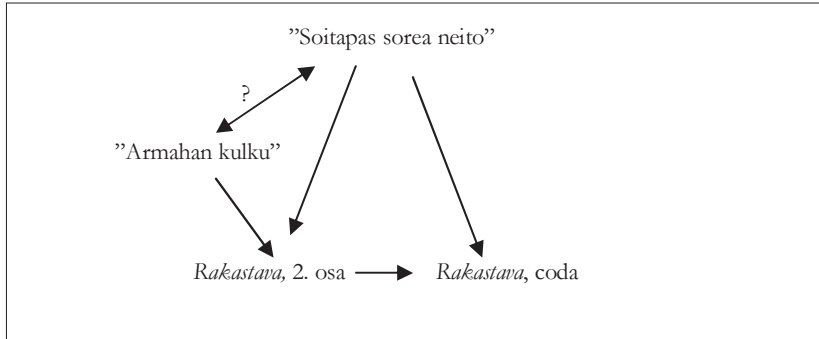 ”Soitapas sorea neito”
?
”Armahan kulku”
Rakastava, 2. osa
Rakastava, coda